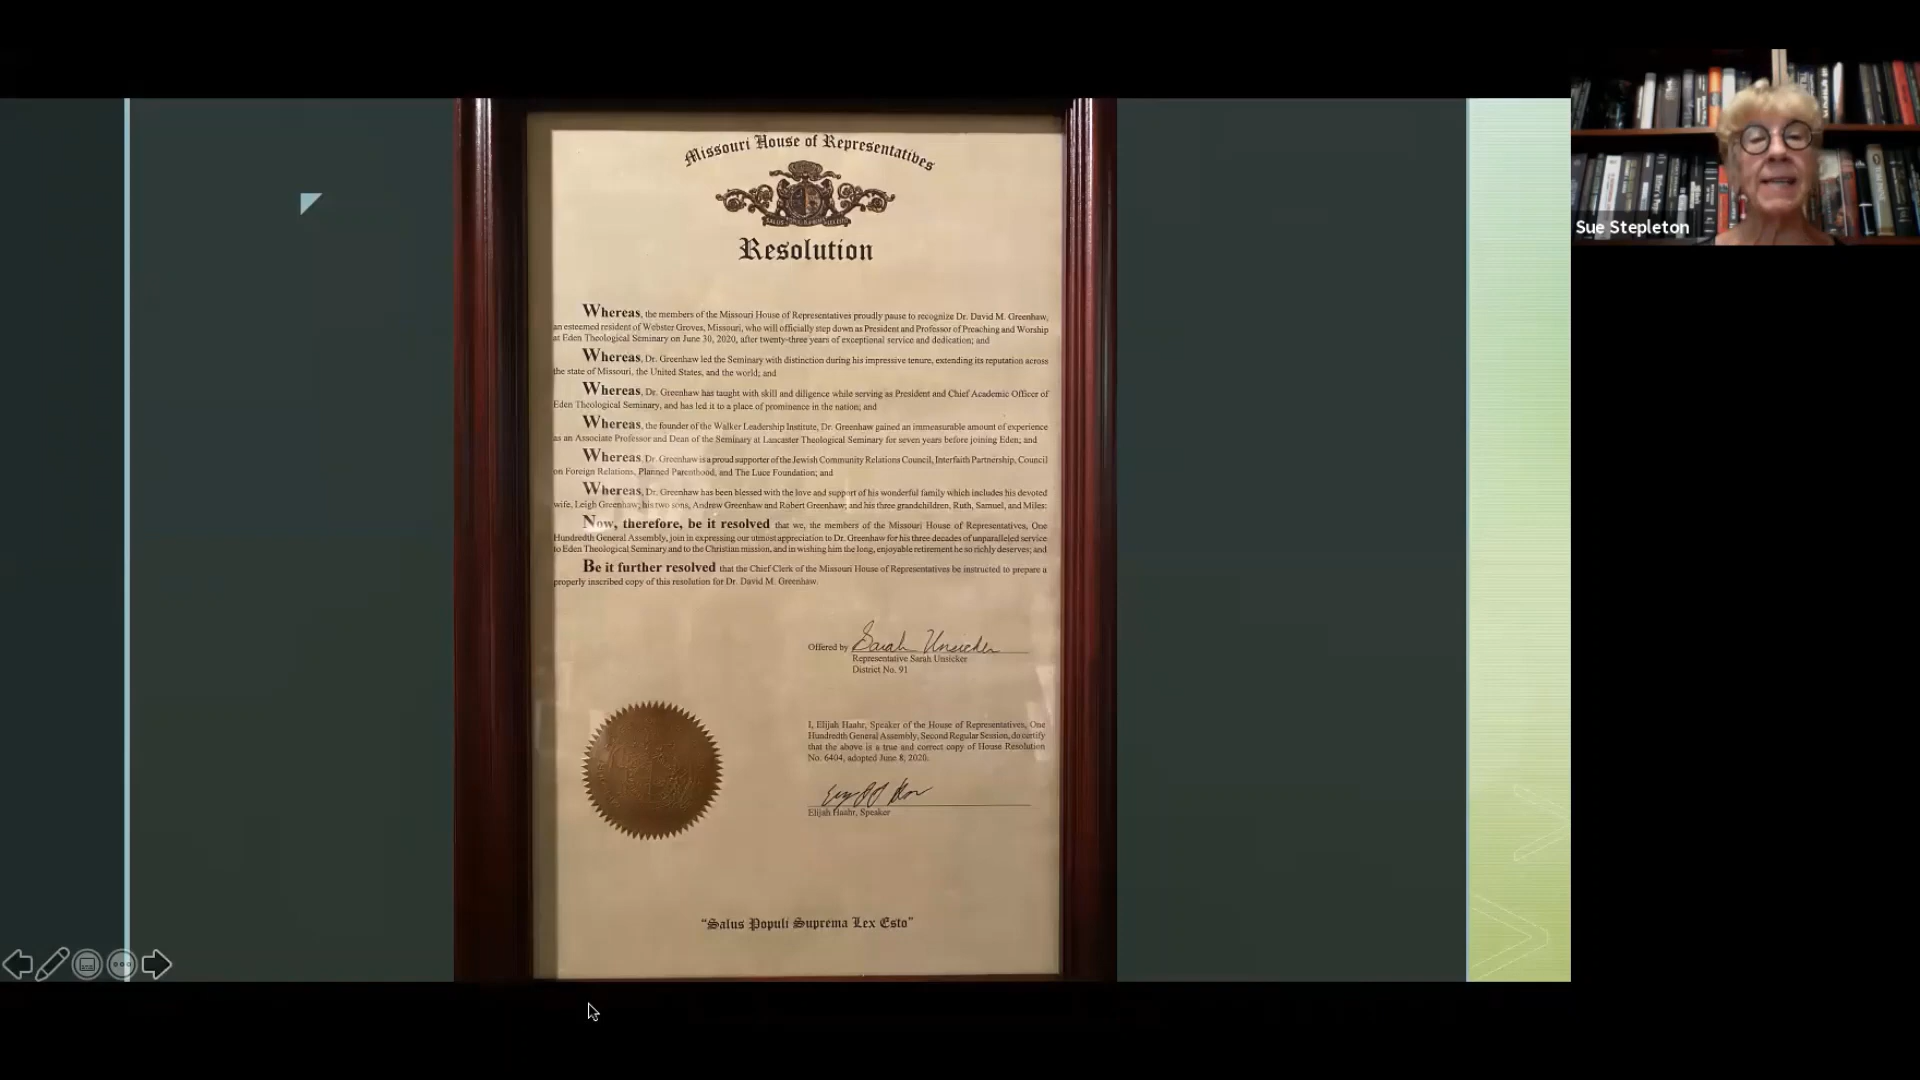 Missouri House of Representatives
Resolution
Whereas, the members of the Missouri House of Representatives proudly pause to recognize Dr. David M. Greenhaw,
an esteemed resident of Webster Groves, Missouri, who will officially step down as President and Professor of Preaching and Worship
at Eden Theological Seminary on June 30, 2020, after twenty-three years of exceptional service and dedication; and
Whereas, Dr. Greenhaw led the Seminary with distinction during his impressive tenure, extending its reputation across
the state of Missouri, the United States, and the world; and
Whereas, Dr. Greenhaw has taught with skill and diligence while serving as President and Chief Academic Officer of
Eden Theological Seminary, and has led it to a place of prominence in the nation; and
Whereas, the founder of the Walker Leadership Institute, Dr. Greenhaw gained an immeasurable amount of experience
as an Associate Professor and Dean of the Seminary at Lancaster Theological Seminary for seven years before joining Eden; and
Whereas, Dr. Greenhaw is a proud supporter of the Jewish Community Relations Council, Interfaith Partnership, Council
on Foreign Relations, Planned Parenthood, and The Luce Foundation; and
Whereas, Dr. Greenhaw has been blessed with the love and support of his wonderful family which includes his devoted
wife, Leigh Greenhaw; his two sons, Andrew Greenhaw and Robert Greenhaw; and his three grandchildren, Ruth, Samuel, and Miles:
Now, therefore, be it resolved that we, the members of the Missouri House of Representatives, One
Hundredth General Assembly, join in expressing our utmost appreciation to Dr. Greenhaw for his three decades of unparalleled service
to Eden Theological Seminary and to the Christian mission, and in wishing him the long, enjoyable retirement he so richly deserves; and
Be it further resolved that the Chief Clerk of the Missouri House of Representatives be instructed to prepare a
properly inscribed copy of this resolution for Dr. David M. Greenhaw.
Offered by Sarah Unsicker
Representative Sarah Unsicker
District No. 91
I, Elijah Haahr, Speaker of the House of Representatives, One
Hundredth General Assembly, Second Regular Session, do certify
that the above is a true and correct copy of House Resolution
No. 6404, adopted June 8, 2020.
Elijah Haahr, Speaker
"Salus Populi Suprema Lex Esto"
Sue Stepleton